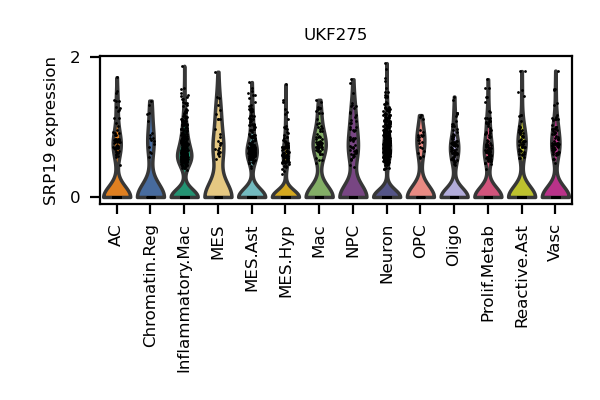 UKF275
SRP19 expression
2
0
AC
Chromatin.Reg
Inflammatory.Mac
MES
MES.Ast
MES.Hyp
Mac
NPC
Neuron
OPC
Oligo
Prolif.Metab
Reactive.Ast
Vasc